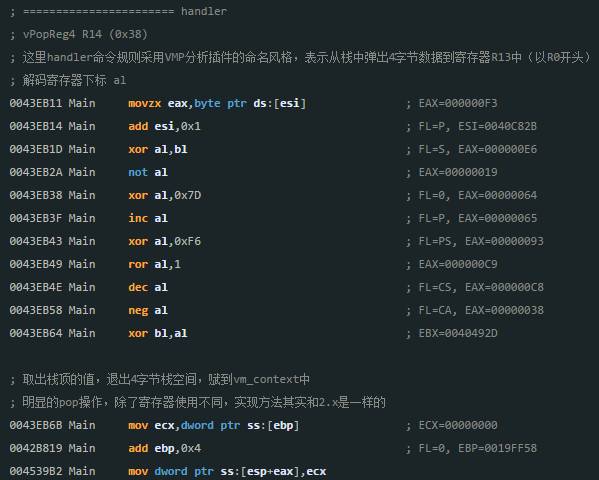 ; ======================= handler
; vPopReg4 R14 (0x38)
; 这里handler命令规则采用VMP分析插件的命名风格，表示从栈中弹出4字节数据到寄存器R13中（以R0开头）
; 解码寄存器下标 al
0043EB11 Main movzx eax,byte ptr ds:[esi] ; EAX=000000F3
0043EB14 Main add esi,0x1 ; FL=P, ESI=0040C82B
0043EB1D Main xor al,bl ; FL=S, EAX=000000E6
0043EB2A Main not al ; EAX=00000019
0043EB38 Main xor al,0x7D ; FL=0, EAX=00000064
0043EB3F Main inc al ; FL=P, EAX=00000065
0043EB43 Main xor al,0xF6 ; FL=PS, EAX=00000093
0043EB49 Main ror al,1 ; EAX=000000C9
0043EB4E Main dec al ; FL=CS, EAX=000000C8
0043EB58 Main neg al ; FL=CA, EAX=00000038
0043EB64 Main xor bl,al ; EBX=0040492D
; 取出栈顶的值，退出4字节栈空间，赋到vm_context中
; 明显的pop操作，除了寄存器使用不同，实现方法其实和2.x是一样的
0043EB6B Main mov ecx,dword ptr ss:[ebp] ; ECX=00000000
0042B819 Main add ebp,0x4 ; FL=0, EBP=0019FF58
004539B2 Main mov dword ptr ss:[esp+eax],ecx